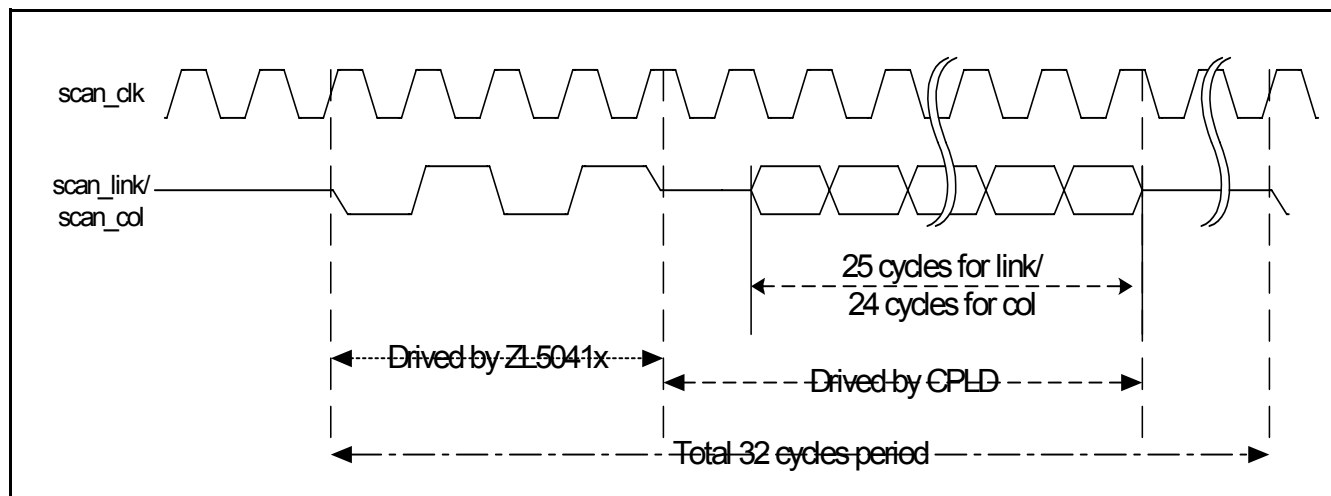 scan_clk
scan_link/
scan_col
25 cycles for link/
24 cycles for col
Drived by ZL5041x
Drived by CPLD
Total 32 cycles period